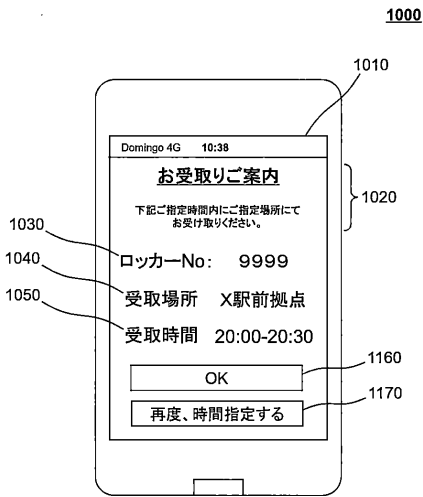 1000
1010
Domingo 4G 10:38
お受取りご案内
1020
下記ご指定時間内にご指定場所にて
お受け取りください。
1030
ロッカーNo: 9999
1040
受取場所 X駅前拠点
1050
受取時間 20:00-20:30
OK
1160
再度、時間指定する
1170